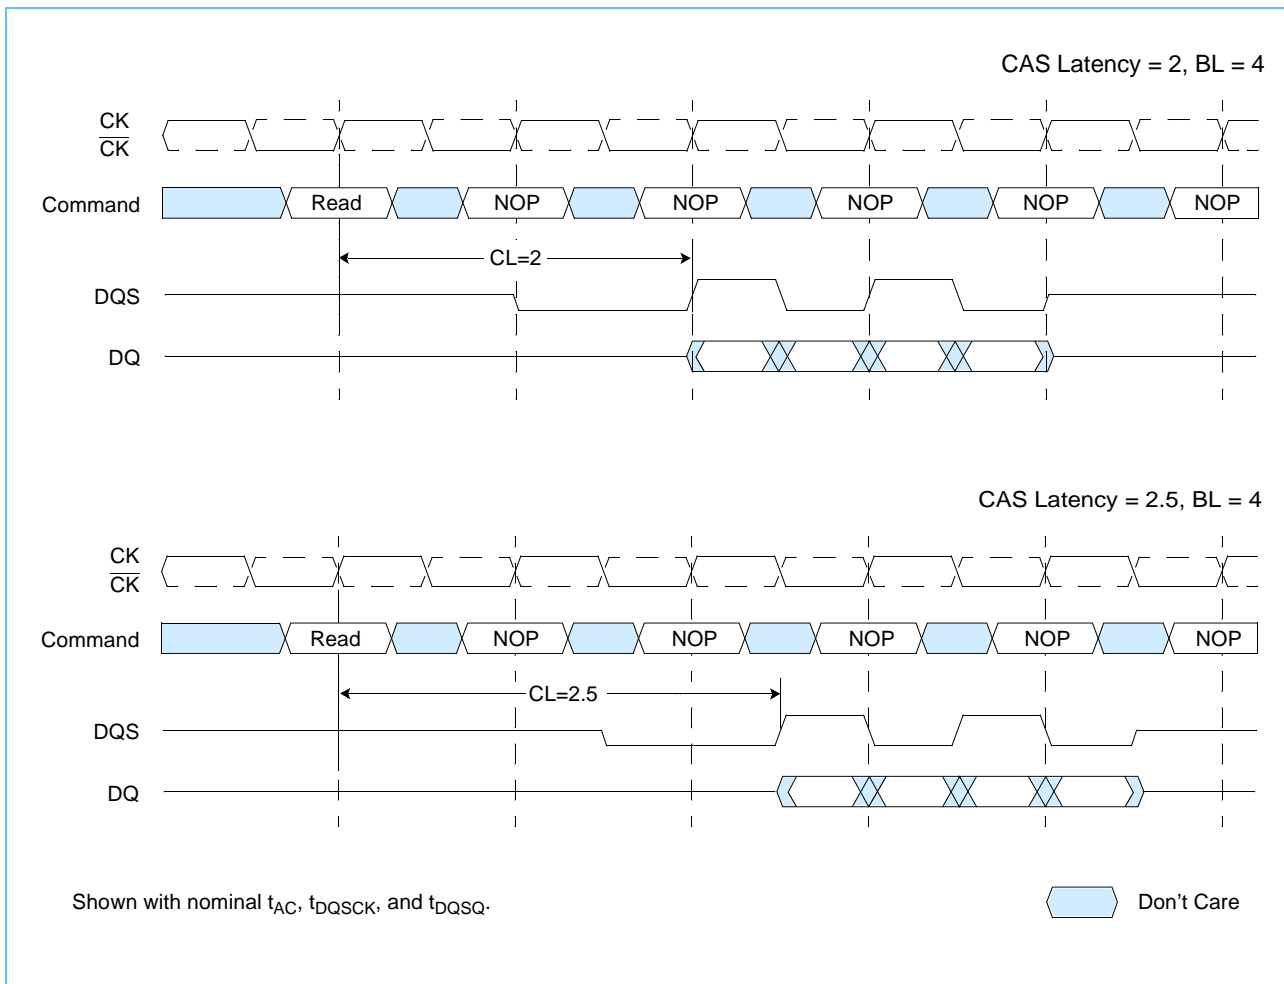 CAS Latency = 2, BL = 4
CK
CK
Command Read NOP NOP NOP NOP NOP
CL=2
DQS
DQ
CAS Latency = 2.5, BL = 4
CK
CK
Command Read NOP NOP NOP NOP NOP
CL=2.5
DQS
DQ
Shown with nominal tAC, tDQSCK, and tDQSQ.
Don't Care